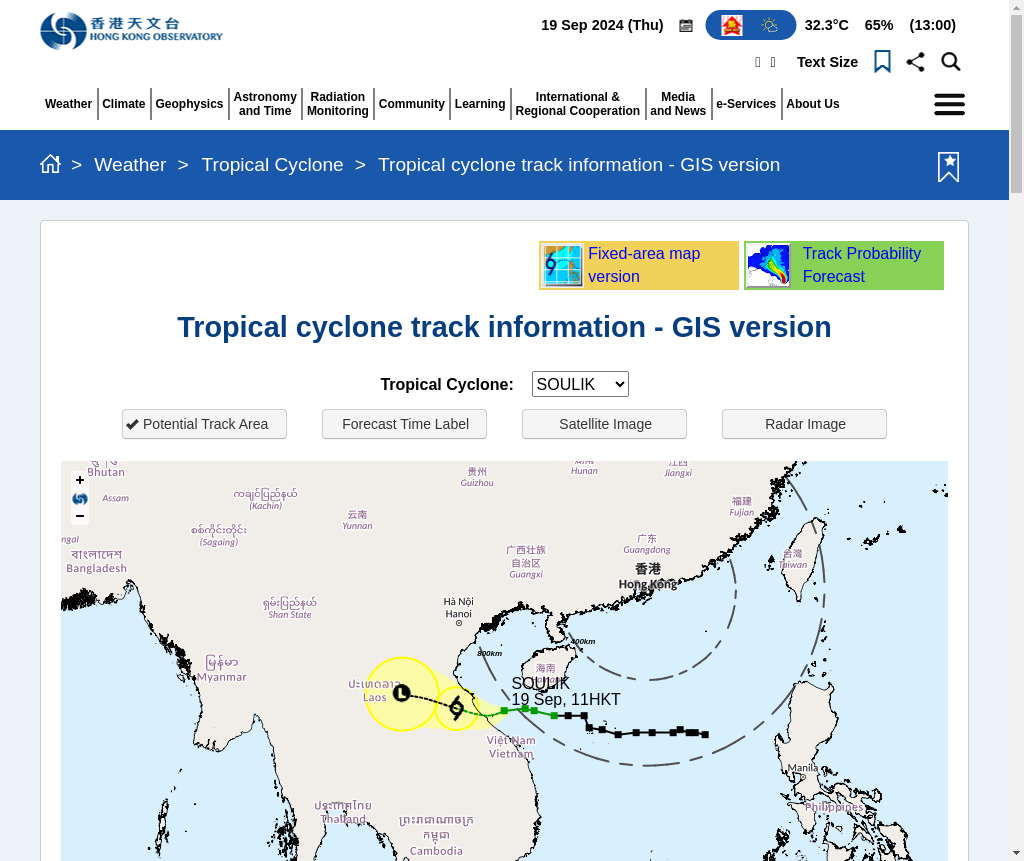 香港天文台
HONG KONG OBSERVATORY
19 Sep 2024 (Thu)
32.3°C 65% (13:00)
Text Size
Weather
Climate
Geophysics
Astronomy
and Time
Radiation
Monitoring
Community
Learning
International &
Regional Cooperation
Media
and News
e-Services
About Us
> Weather > Tropical Cyclone > Tropical cyclone track information - GIS version
Fixed-area map
version
Track Probability
Forecast
Tropical cyclone track information - GIS version
Tropical Cyclone: SOULIK
Potential Track Area
Forecast Time Label
Satellite Image
Radar Image
+
−
Bhutan
Assam
ngal
বাংলাদেশ
Bangladesh
ကချင်ပြည်နယ်
(Kachin)
စစ်ကိုင်းတိုင်း
(Sagaing)
ရှမ်းပြည်နယ်
Shan State
မြန်မာ
Myanmar
贵州
Guizhou
云南
Yunnan
湖南
Hunan
江西
Jiangxi
福建
Fujian
广西壮族
自治区
Guangxi
广东
Guangdong
香港
Hong Kong
台灣
Taiwan
Hà Nội
Hanoi
400km
800km
海南
SOULIK
19 Sep, 11HKT
ປະເທດລາວ
Laos
L
Việt Nam
Vietnam
Manila
Philippines
ประเทศไทย
Thailand
ព្រះរាជាណាចក្រ
កម្ពុជា
Cambodia